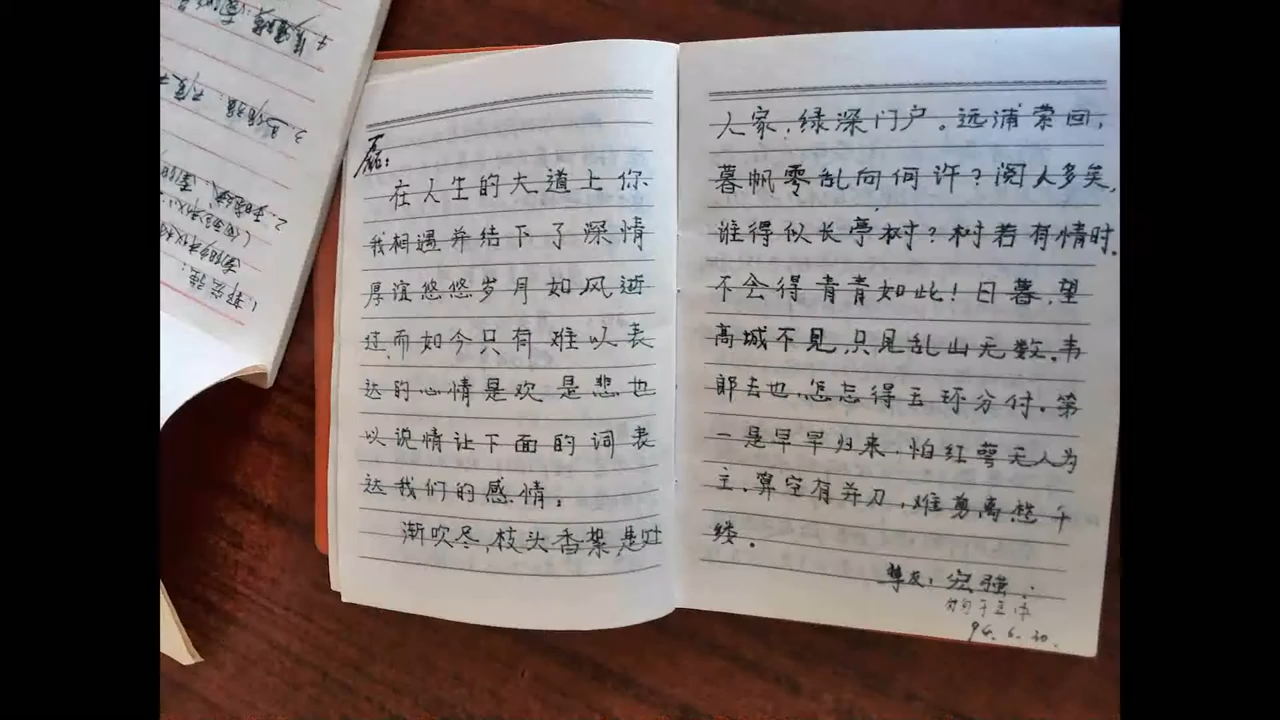 磊：
在人生的大道上你
我相遇并结下了深情
厚谊悠悠岁月如风逝
过,而如今只有难以表
达的心情是欢是悲也
以说情让下面的词表
达我们的感情：
渐吹尽,枝头香絮,是处
人家,绿深门户。远浦萦回,
暮帆零乱向何许？阅人多矣,
谁得似长亭树？树若有情时.
不会得青青如此！日暮,望
高城不见,只见乱山无数。韦
郎去也,怎忘得玉环分付。第
一是早早归来,怕红萼无人为
主。算空有并刀,难剪离愁千
缕。
挚友：宏强
94.6.30.
1.郭宏强:
2.
3.
4.